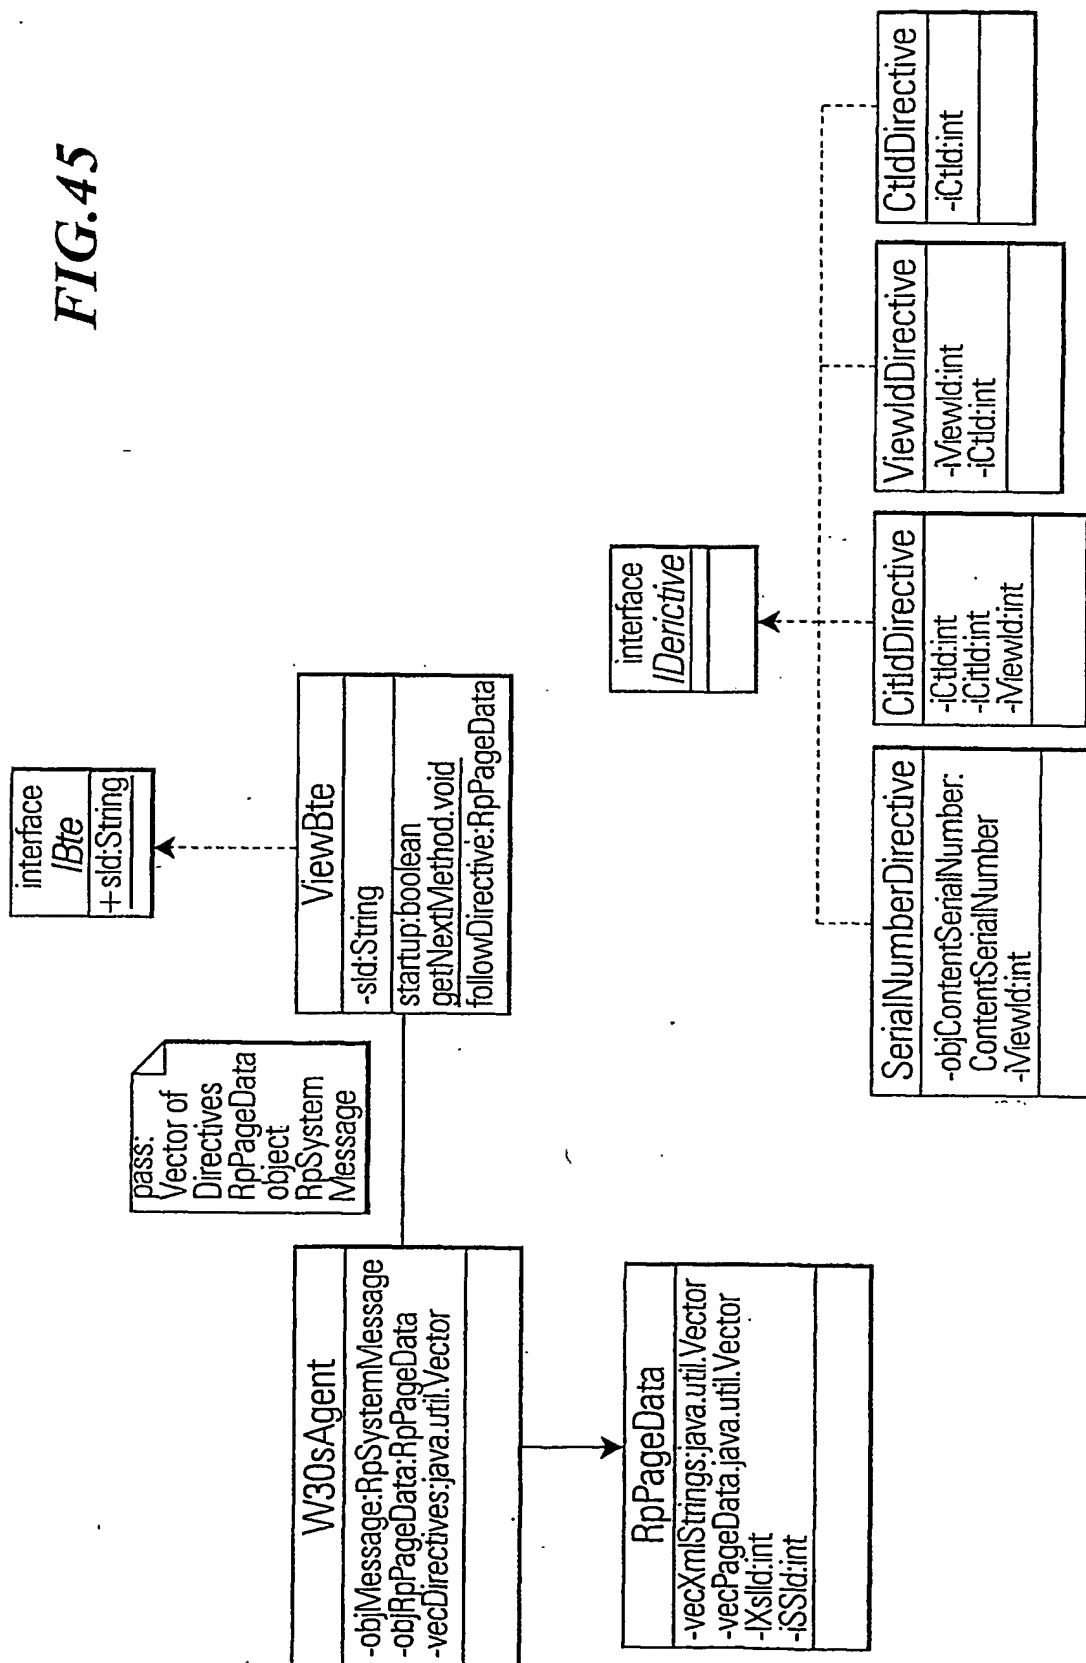 FIG.45
interface
IBte
+sId:String
pass:
Vector of
Directives
RpPageData
object
RpSystem
Message
ViewBte
-sId:String
startup:boolean
getNextMethod.void
followDirective:RpPageData
W30sAgent
-objMessage:RpSystemMessage
-objRpPageData:RpPageData
-vecDirectives:java.util.Vector
RpPageData
-vecXmlStrings:java.util.Vector
-vecPageData.java.util.Vector
-IXslId:int
-iSSId:int
interface
IDerictive
SerialNumberDirective
-objContentSerialNumber:
ContentSerialNumber
-iViewId:int
CitIdDirective
-iCtId:int
-iCitId:int
-iViewId:int
ViewIdDirective
-iViewId:int
-iCtId:int
CtIdDirective
-iCtId:int